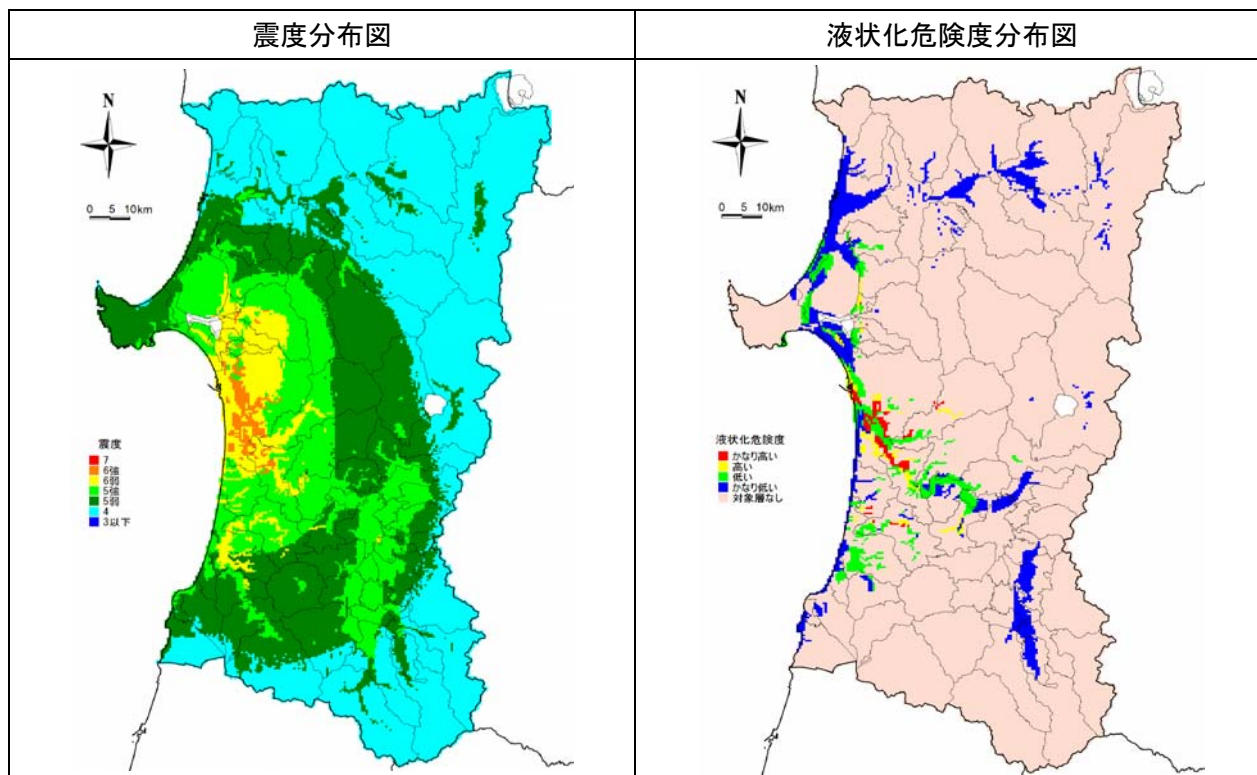 震度分布図
液状化危険度分布図
N
0 5 10km
震度
7
6強
6弱
5強
5弱
4
3以下
N
0 5 10km
液状化危険度
かなり高い
高い
低い
かなり低い
対象層なし